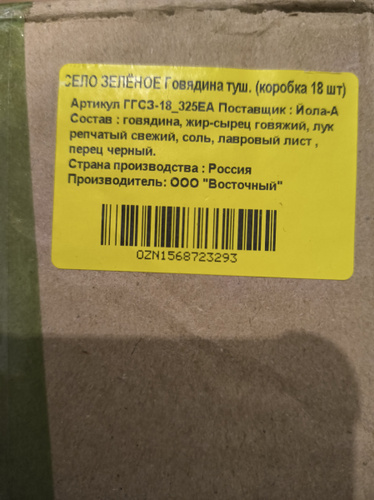 СЕЛО ЗЕЛЁНОЕ Говядина туш. (коробка 18 шт)
Артикул ГГСЗ-18_325ЕА Поставщик : Йола-А
Состав : говядина, жир-сырец говяжий, лук
репчатый свежий, соль, лавровый лист ,
перец черный.
Страна производства : Россия
Производитель: ООО "Восточный"
OZN1568723293